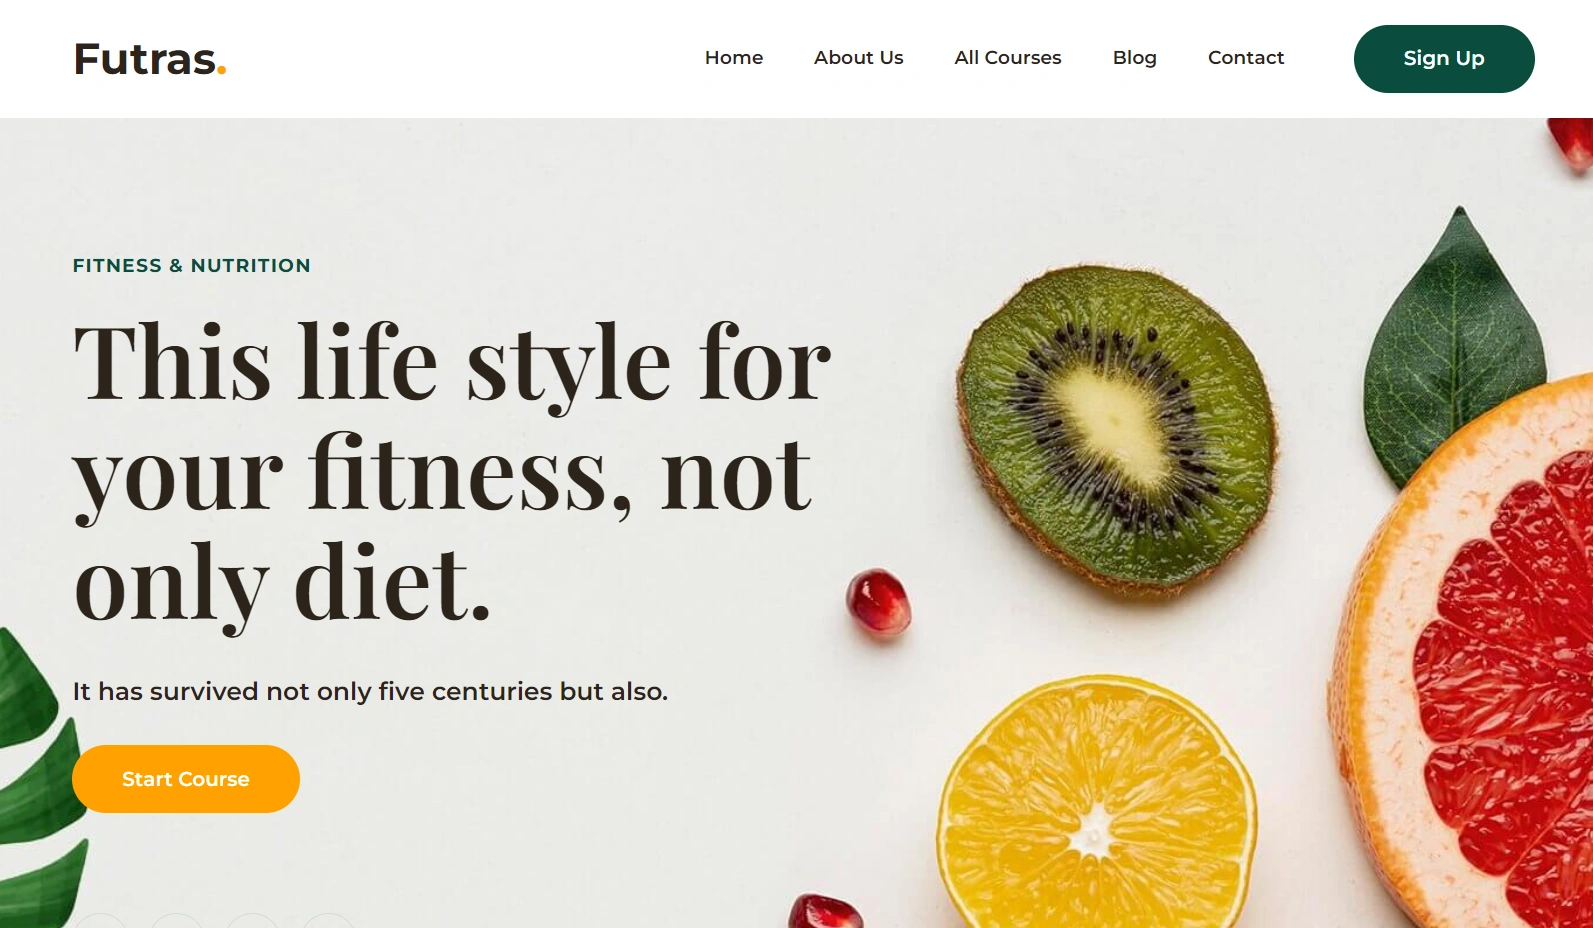 Futras.
Home About Us All Courses Blog Contact Sign Up
FITNESS & NUTRITION
This life style for
your fitness, not
only diet.
It has survived not only five centuries but also.
Start Course